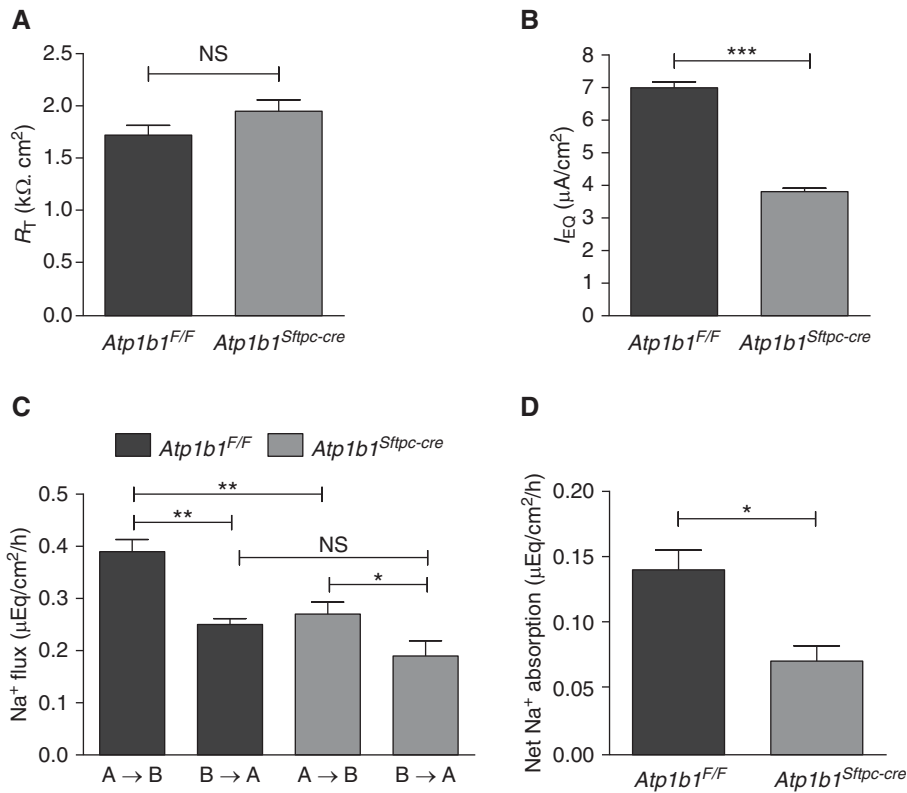 A
NS
2.5
2.0
1.5
1.0
0.5
0.0
R_T (kΩ. cm²)
Atp1b1^F/F Atp1b1^Sftpc-cre
B
***
8
7
6
5
4
3
2
1
0
I_EQ (μA/cm²)
Atp1b1^F/F Atp1b1^Sftpc-cre
C
Atp1b1^F/F Atp1b1^Sftpc-cre
**
**
NS
*
0.5
0.4
0.3
0.2
0.1
0.0
Na⁺ flux (μEq/cm²/h)
A → B B → A A → B B → A
D
*
0.20
0.15
0.10
0.05
0.00
Net Na⁺ absorption (μEq/cm²/h)
Atp1b1^F/F Atp1b1^Sftpc-cre